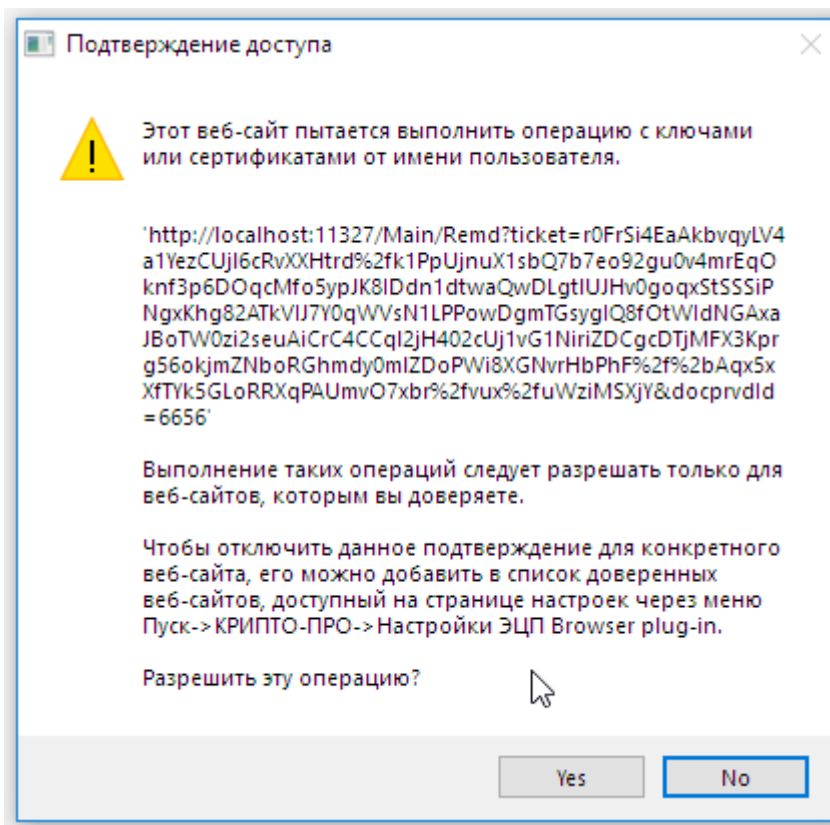 Подтверждение доступа
Этот веб-сайт пытается выполнить операцию с ключами
или сертификатами от имени пользователя.
'http://localhost:11327/Main/Remd?ticket=r0FrSi4EaAkbvqyLV4
a1YezCUjI6cRvXXHtrd%2fk1PpUjnuX1sbQ7b7eo92gu0v4mrEqO
knf3p6DOqcMfo5ypJK8IDdn1dtwaQwDLgtIUJHv0goqxStSSSiP
NgxKhg82ATkVIJ7Y0qWVsN1LPPowDgmTGsygIQ8fOtWIdNGAxa
JBoTW0zi2seuAiCrC4CCqI2jH402cUj1vG1NiriZDCgcDTjMFX3Kpr
g56okjmZNboRGhmdy0mIZDoPWi8XGNvrHbPhF%2f%2bAqx5x
XfTYk5GLoRRXqPAUmvO7xbr%2fvux%2fuWziMSXjY&docprvdId
=6656'
Выполнение таких операций следует разрешать только для
веб-сайтов, которым вы доверяете.
Чтобы отключить данное подтверждение для конкретного
веб-сайта, его можно добавить в список доверенных
веб-сайтов, доступный на странице настроек через меню
Пуск->КРИПТО-ПРО->Настройки ЭЦП Browser plug-in.
Разрешить эту операцию?
Yes
No